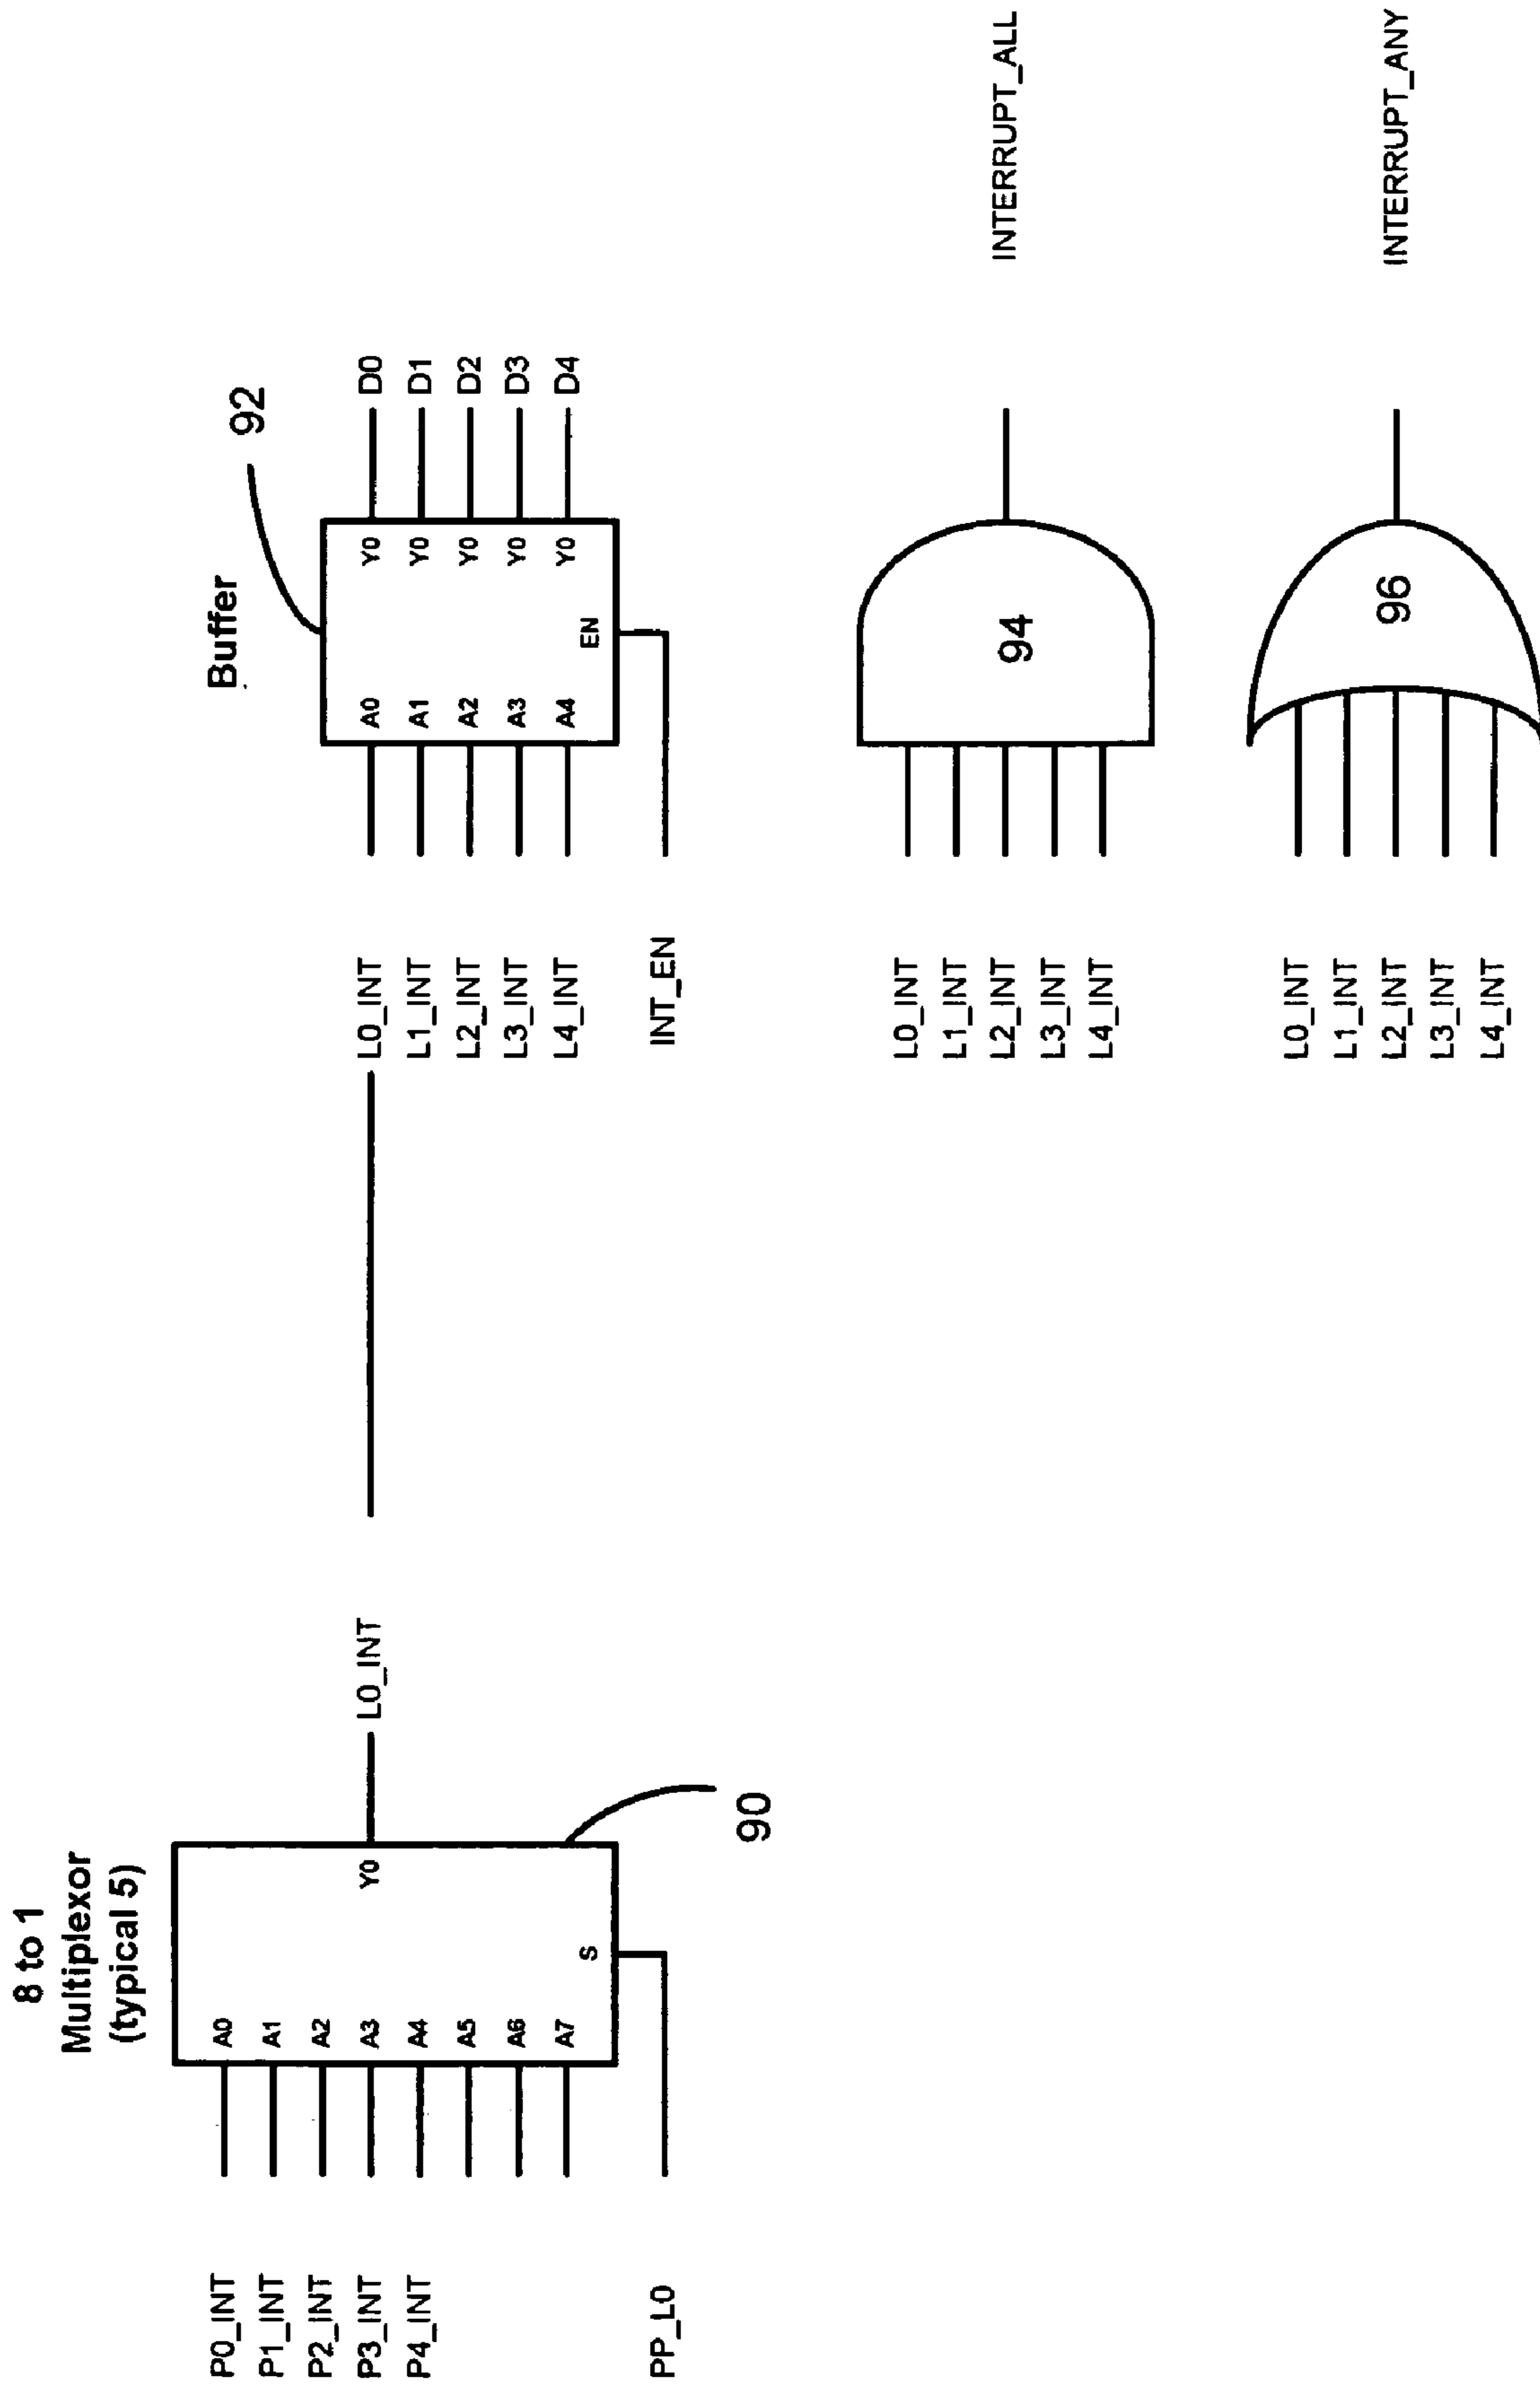 8 to 1
Multiplexor
(typical 5)
P0_INT
P1_INT
P2_INT
P3_INT
P4_INT
PP_L0
A0
A1
A2
A3
A4
A5
A6
A7
S
Y0
90
L0_INT
Buffer
92
L0_INT
L1_INT
L2_INT
L3_INT
L4_INT
INT_EN
A0
A1
A2
A3
A4
EN
Y0
Y0
Y0
Y0
Y0
D0
D1
D2
D3
D4
L0_INT
L1_INT
L2_INT
L3_INT
L4_INT
94
INTERRUPT_ALL
L0_INT
L1_INT
L2_INT
L3_INT
L4_INT
96
INTERRUPT_ANY